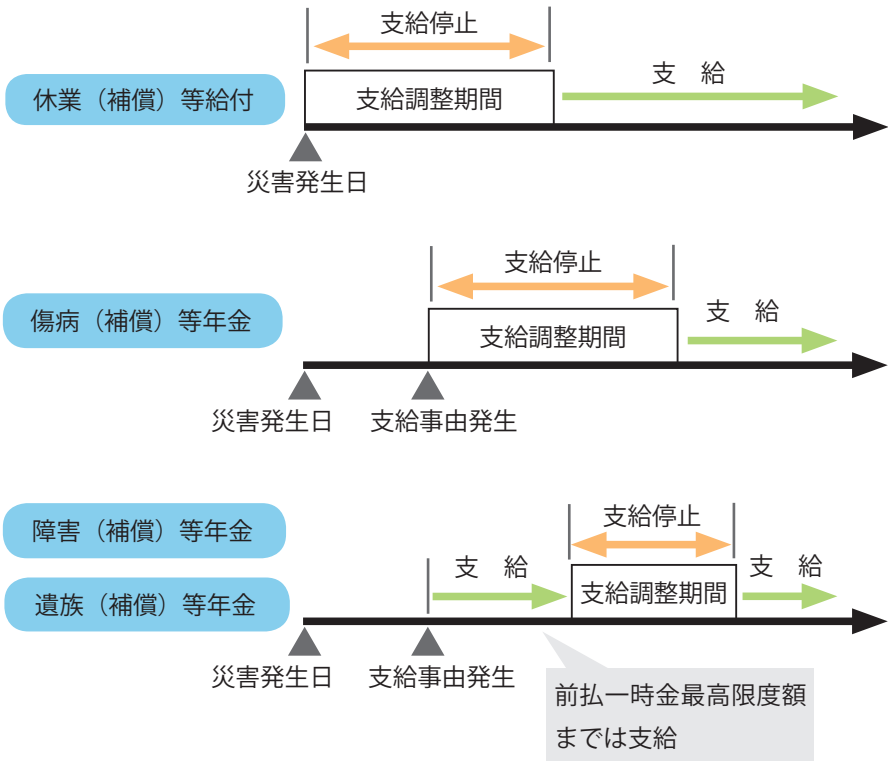 支給停止
休業（補償）等給付
支給調整期間
支　給
災害発生日
支給停止
傷病（補償）等年金
支給調整期間
支　給
災害発生日
支給事由発生
障害（補償）等年金
遺族（補償）等年金
支給停止
支　給
支給調整期間
支　給
災害発生日
支給事由発生
前払一時金最高限度額
までは支給